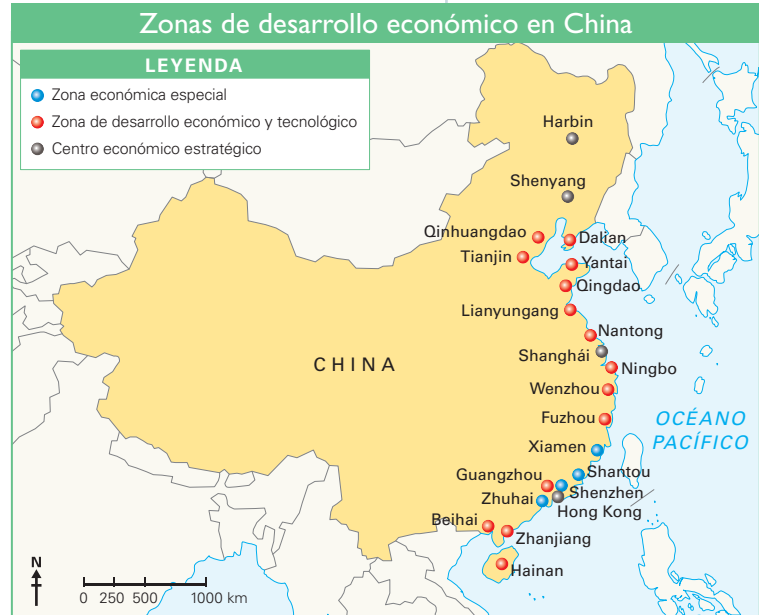 Zonas de desarrollo económico en China
LEYENDA
Zona económica especial
Zona de desarrollo económico y tecnológico
Centro económico estratégico
Harbin
Shenyang
Qinhuangdao
Dalian
Tianjin
Yantai
Qingdao
Lianyungang
Nantong
CHINA
Shanghái
Ningbo
Wenzhou
Fuzhou
OCÉANO
PACÍFICO
Xiamen
Guangzhou
Shantou
Zhuhai
Shenzhen
Hong Kong
Beihai
Zhanjiang
Hainan
N
0 250 500 1000 km